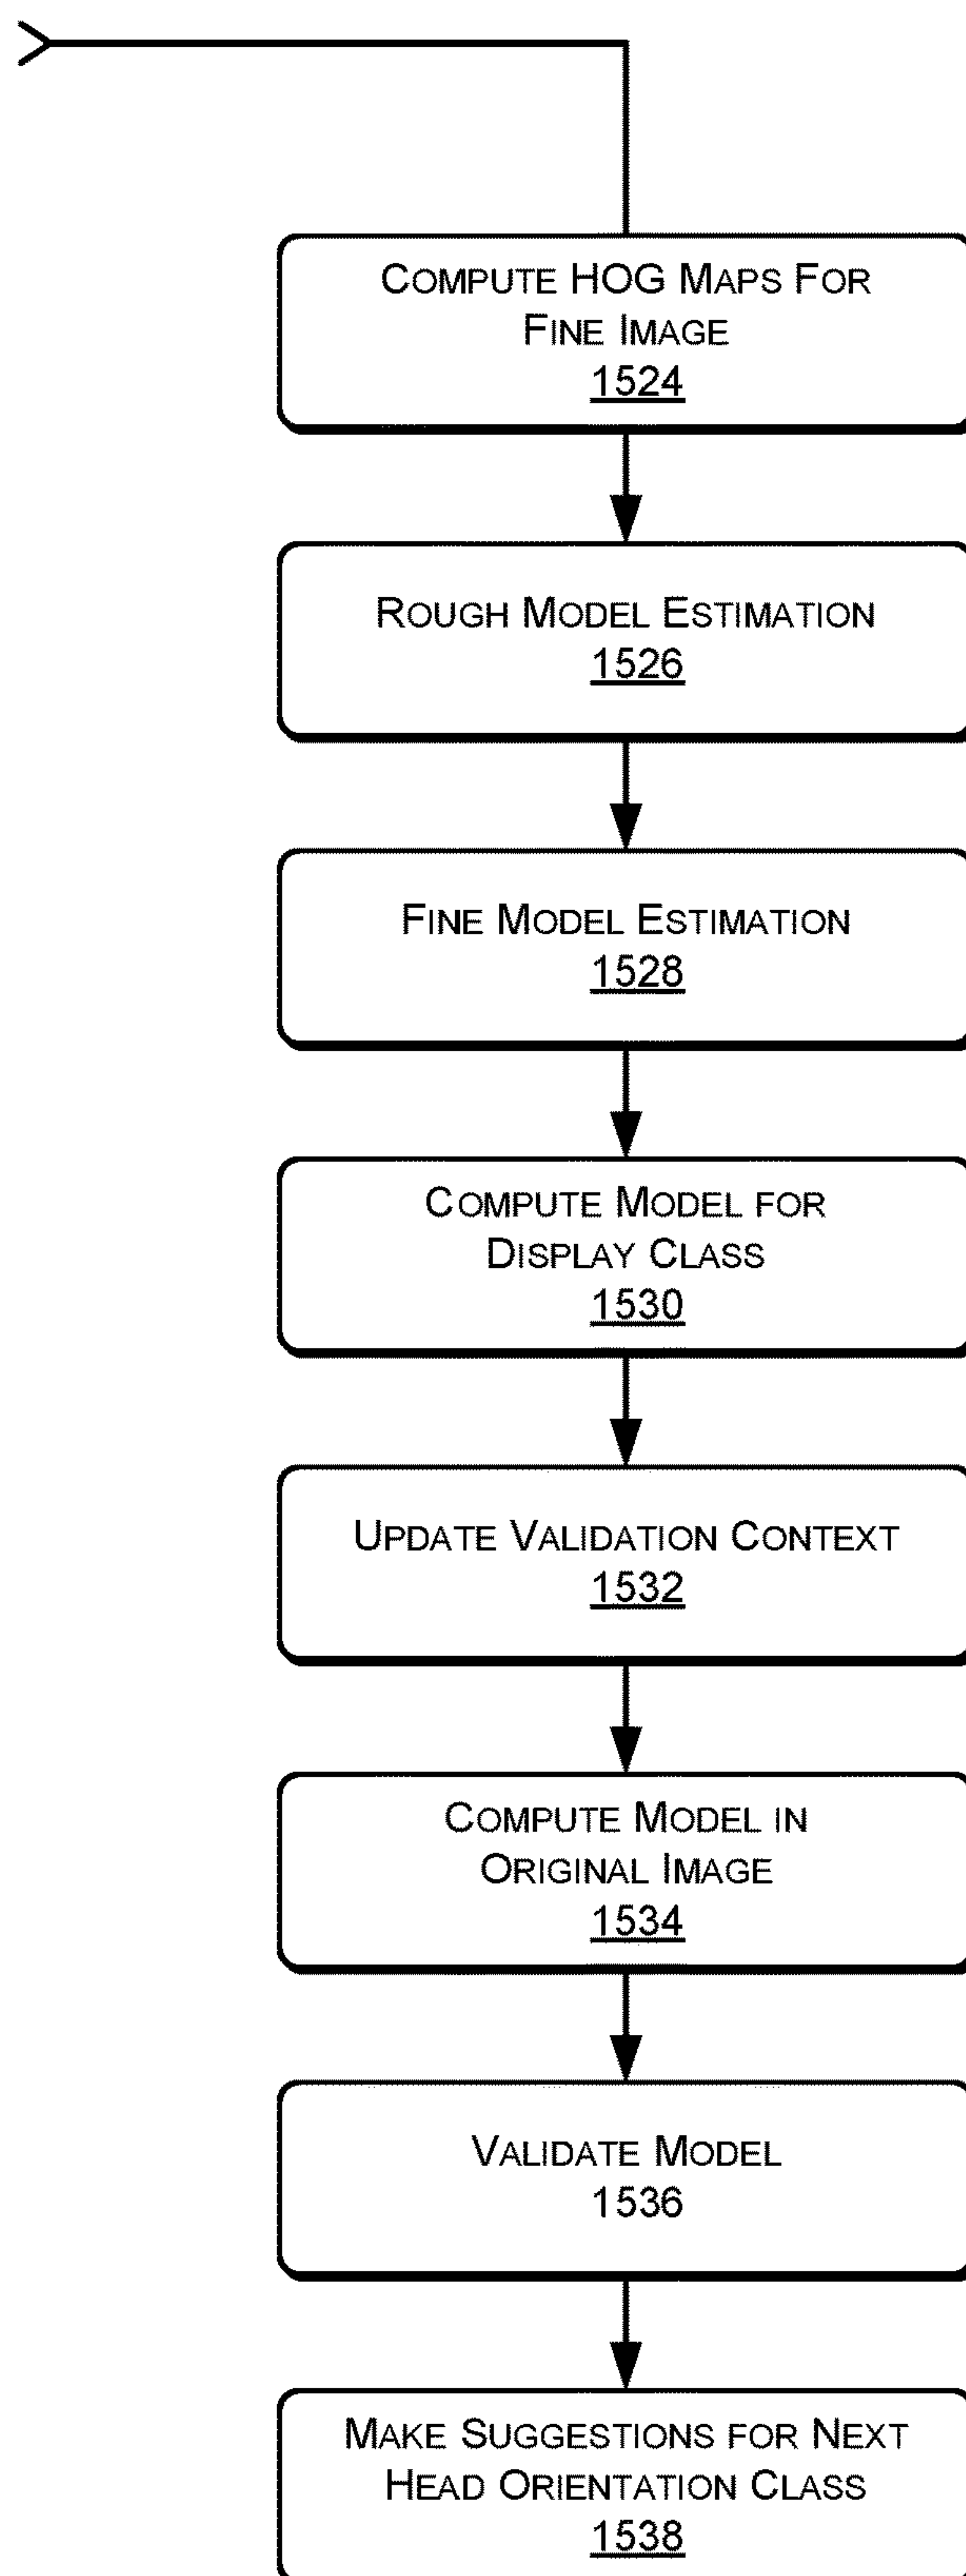 COMPUTE HOG MAPS FOR
FINE IMAGE
1524
ROUGH MODEL ESTIMATION
1526
FINE MODEL ESTIMATION
1528
COMPUTE MODEL FOR
DISPLAY CLASS
1530
UPDATE VALIDATION CONTEXT
1532
COMPUTE MODEL IN
ORIGINAL IMAGE
1534
VALIDATE MODEL
1536
MAKE SUGGESTIONS FOR NEXT
HEAD ORIENTATION CLASS
1538